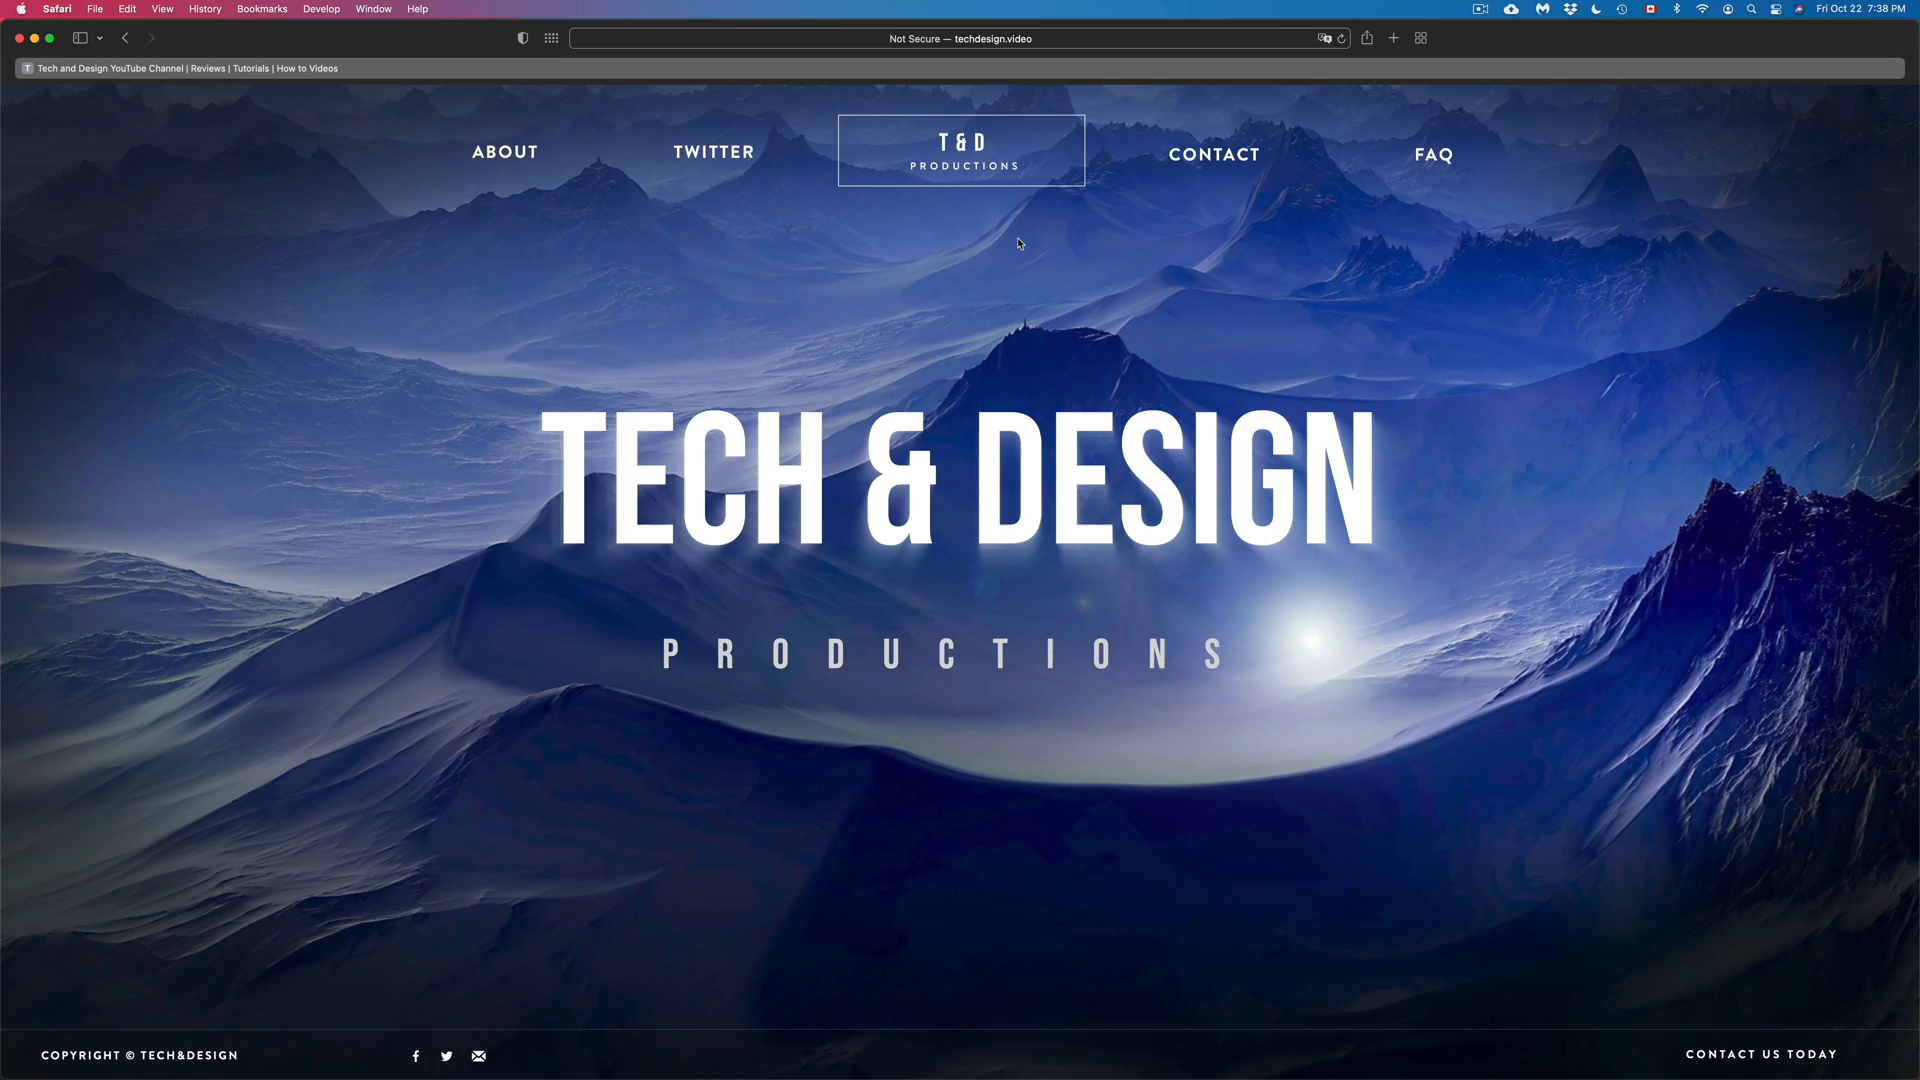 Safari File Edit View History Bookmarks Develop Window Help Fri Oct 22 7:38 PM
Not Secure — techdesign.video
T Tech and Design YouTube Channel | Reviews | Tutorials | How to Videos
ABOUT TWITTER T & D CONTACT FAQ
PRODUCTIONS
TECH & DESIGN
PRODUCTIONS
COPYRIGHT © TECH&DESIGN CONTACT US TODAY